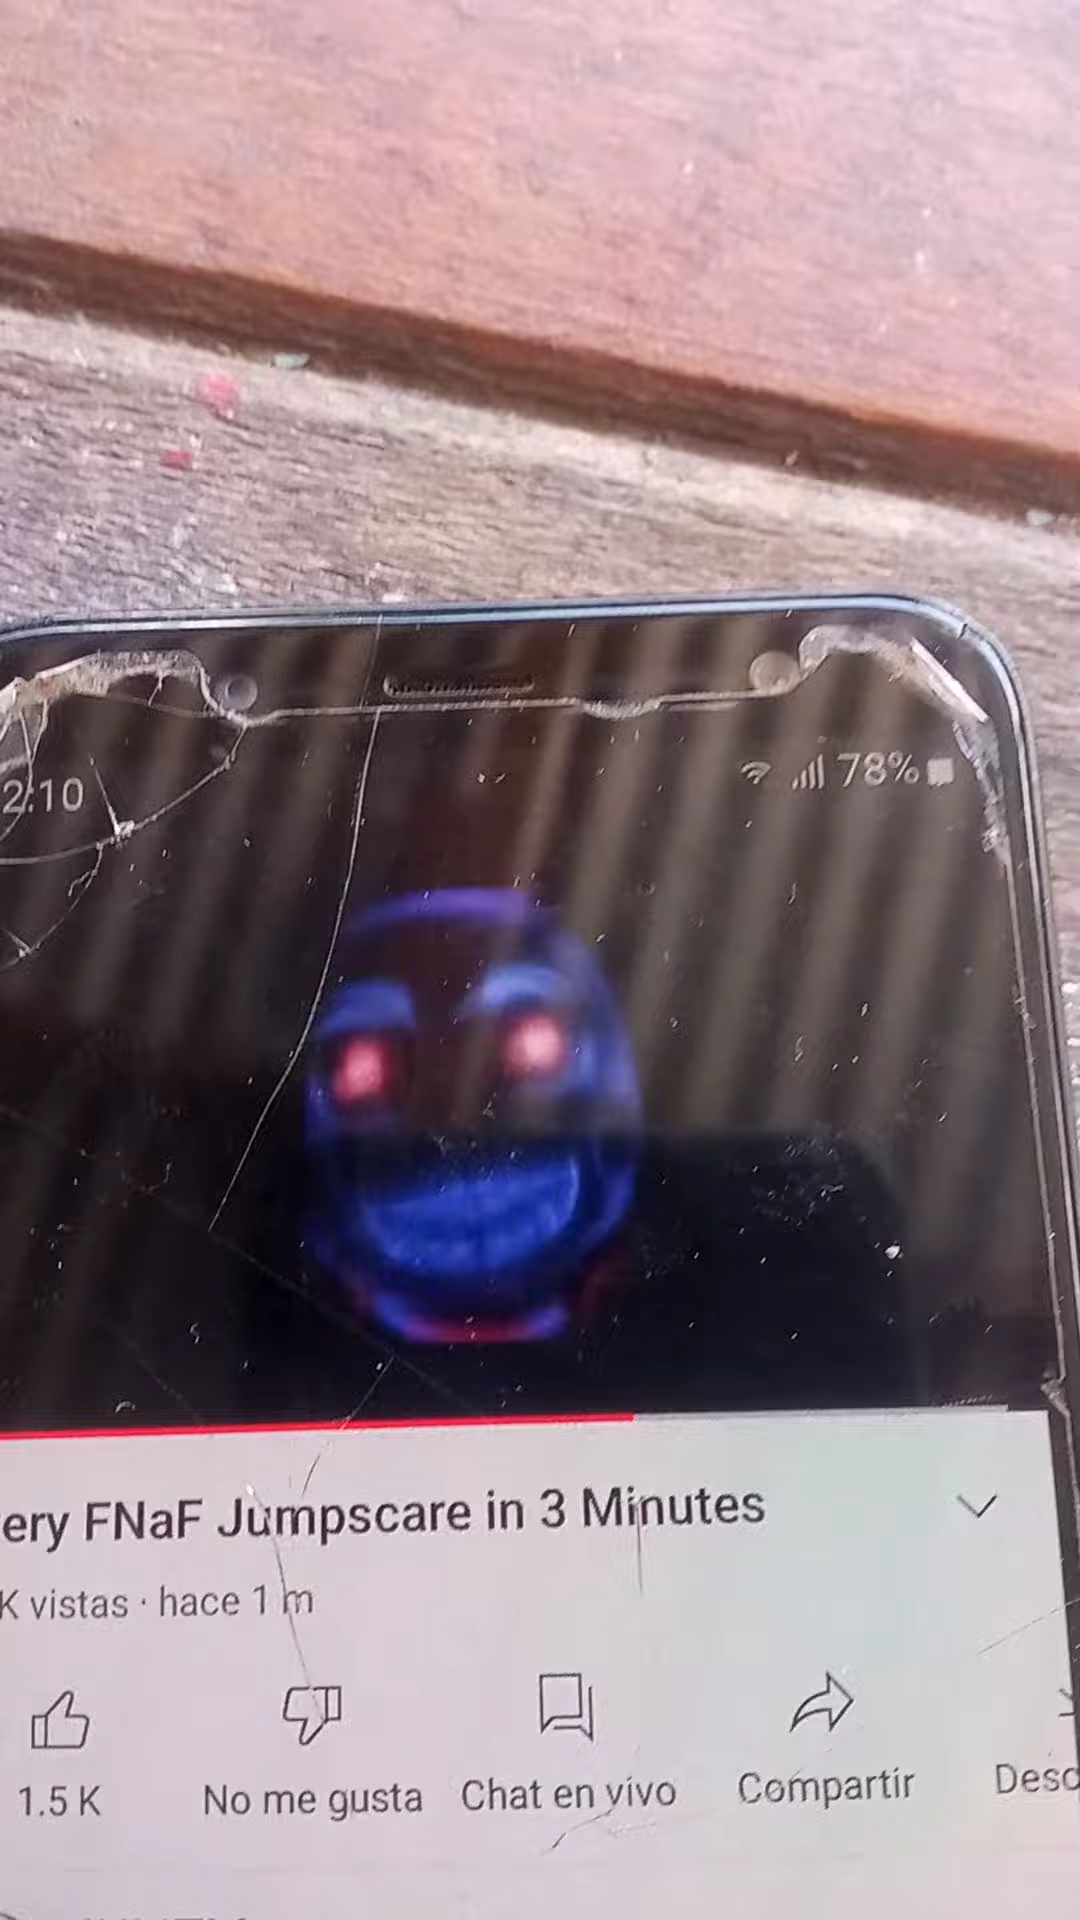 2:10
78%
ery FNaF Jumpscare in 3 Minutes
K vistas · hace 1 m
1.5 K
No me gusta
Chat en vivo
Compartir
Desc